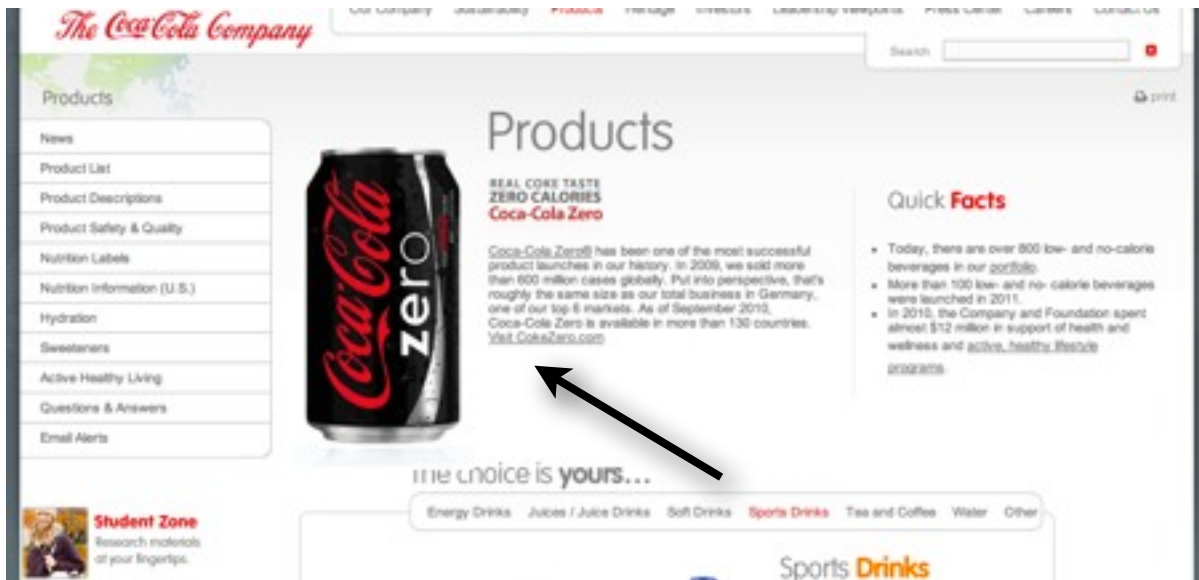 Our Company Sustainability Products Heritage Investors Leadership Viewpoints Press Center Careers Contact Us
The Coca-Cola Company
Search
Products
print
News
Product List
Product Descriptions
Product Safety & Quality
Nutrition Labels
Nutrition Information (U.S.)
Hydration
Sweeteners
Active Healthy Living
Questions & Answers
Email Alerts
Coca-Cola
zero
Products
REAL COKE TASTE
ZERO CALORIES
Coca-Cola Zero
Coca-Cola Zero® has been one of the most successful
product launches in our history. In 2009, we sold more
than 600 million cases globally. Put into perspective, that's
roughly the same size as our total business in Germany,
one of our top 6 markets. As of September 2010,
Coca-Cola Zero is available in more than 130 countries.
Visit CokeZero.com
Quick Facts
Today, there are over 800 low- and no-calorie
beverages in our portfolio.
More than 100 low- and no- calorie beverages
were launched in 2011.
In 2010, the Company and Foundation spent
almost $12 million in support of health and
wellness and active, healthy lifestyle
programs.
The choice is yours...
Energy Drinks Juices / Juice Drinks Soft Drinks Sports Drinks Tea and Coffee Water Other
Student Zone
Research materials
at your fingertips.
Sports Drinks